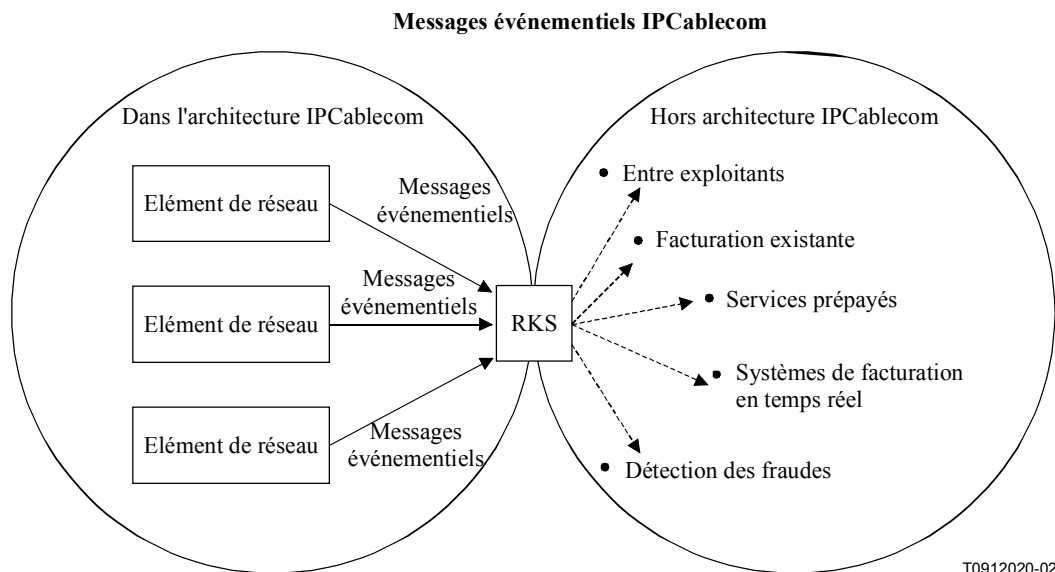 Messages événementiels IPCablecom
Dans l'architecture IPCablecom
Elément de réseau
Messages
événementiels
Elément de réseau
Messages
événementiels
Elément de réseau
Messages
événementiels
RKS
Hors architecture IPCablecom
• Entre exploitants
• Facturation existante
• Services prépayés
• Systèmes de facturation
en temps réel
• Détection des fraudes
T0912020-02